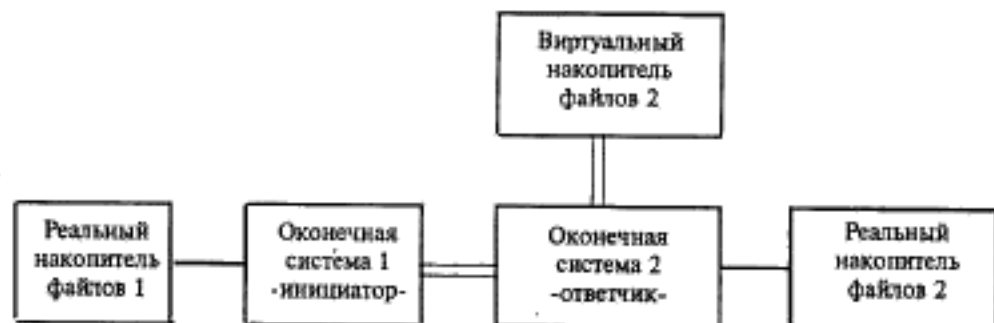 Виртуальный
накопитель
файлов 2
Реальный
накопитель
файлов 1
Оконечная
система 1
-инициатор-
Оконечная
система 2
-ответчик-
Реальный
накопитель
файлов 2